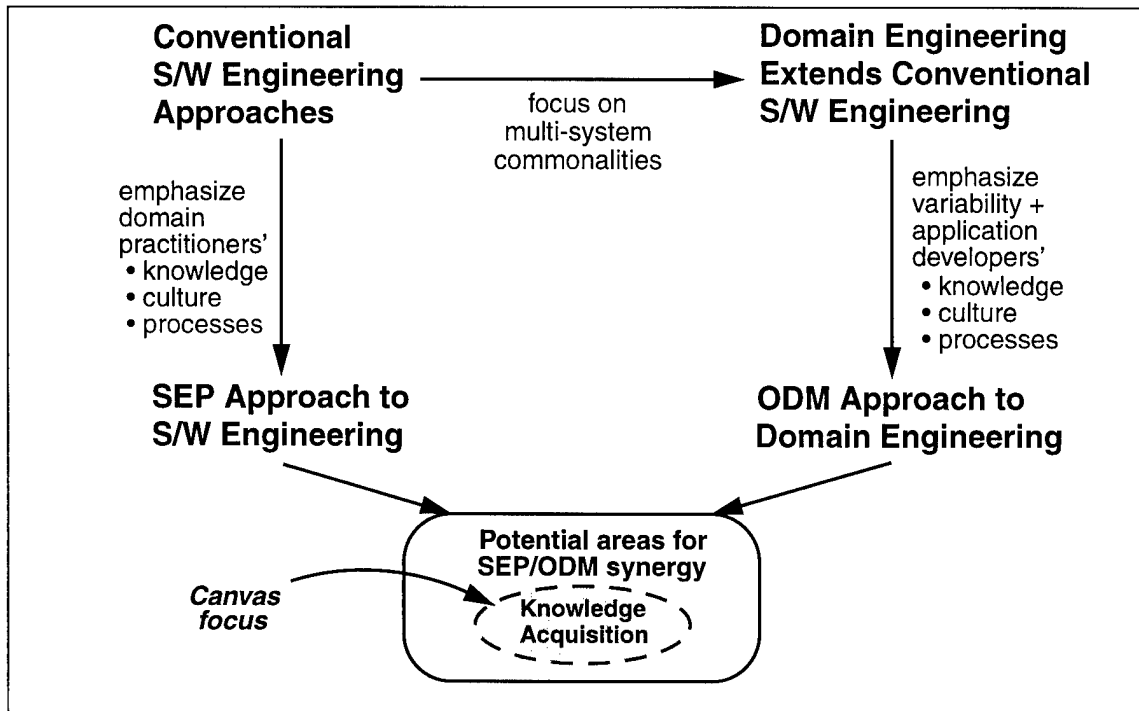 Conventional
S/W Engineering
Approaches
focus on
multi-system
commonalities
Domain Engineering
Extends Conventional
S/W Engineering
emphasize
domain
practitioners’
• knowledge
• culture
• processes
emphasize
variability +
application
developers’
• knowledge
• culture
• processes
SEP Approach to
S/W Engineering
ODM Approach to
Domain Engineering
Potential areas for
SEP/ODM synergy
Canvas
focus
Knowledge
Acquisition